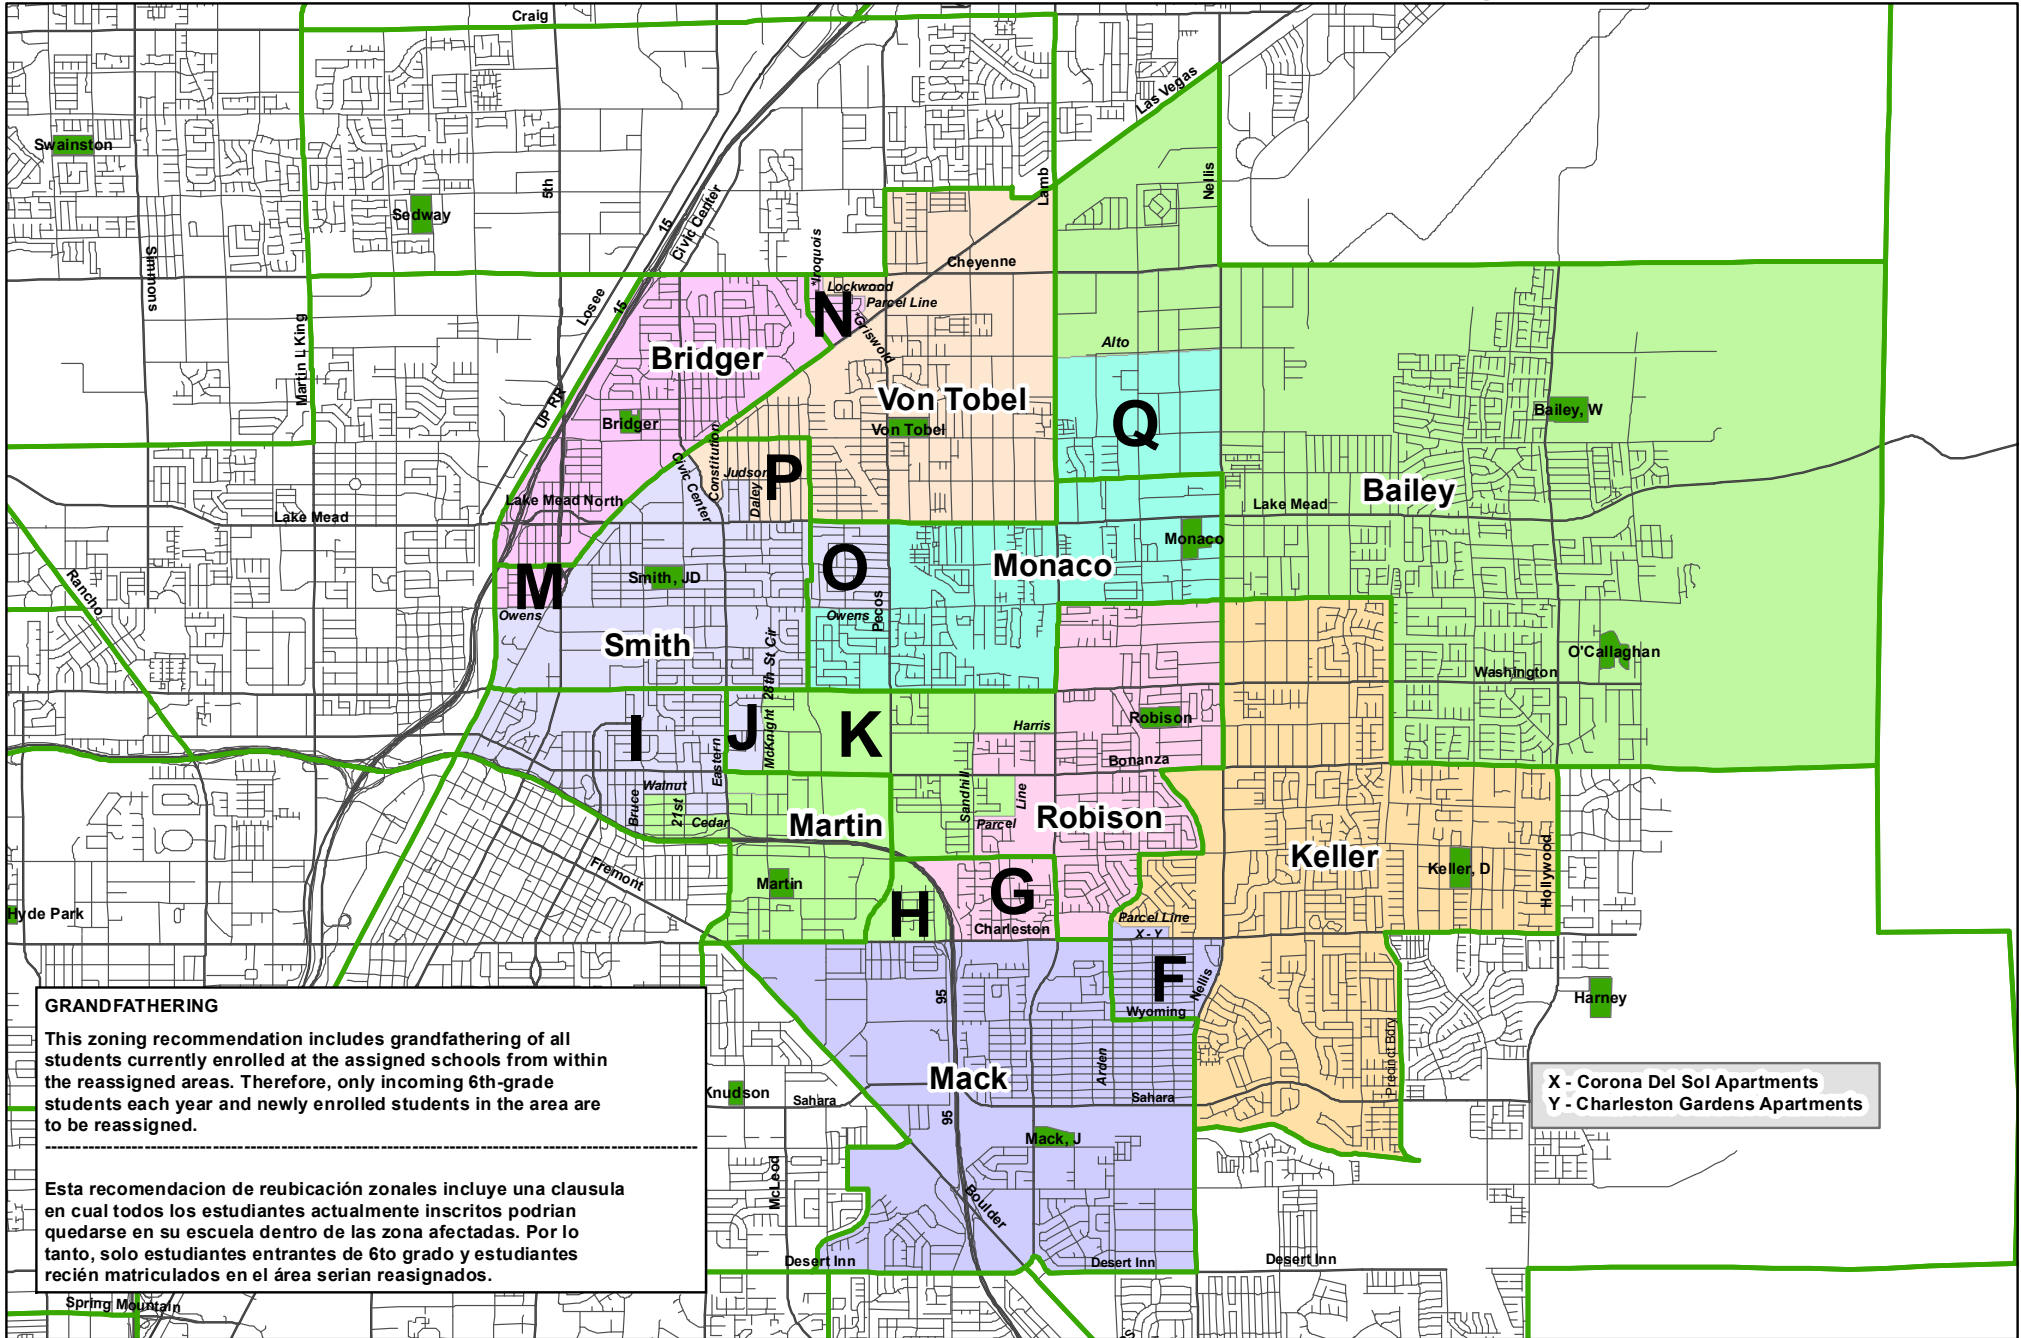 Craig
Las Vegas
Swainston
Sedway
5th
15
Civic Center
Lamb
Nellis
Simmons
*Iroquois
Cheyenne
Losee
15
Lockwood
Parcel Line
N
*Griswold
Martin L King
Bridger
Alto
UP RR
Von Tobel
Q
Bailey, W
Bridger
Von Tobel
Constitution
Civic Center
Judson
P
Daley
Lake Mead North
Lake Mead
Bailey
Lake Mead
Monaco
Rancho
M
Smith, JD
O
Monaco
Owens
Owens
Pecos
Smith
28th St Cir
O'Callaghan
Washington
I
J
McKnight
K
Harris
Robison
Eastern
Bonanza
Walnut
Bruce
21st
Cedar
Sandhill
Line
Parcel
Martin
Robison
Keller
Fremont
Martin
Keller, D
Hollywood
Hyde Park
H
G
Charleston
Parcel Line
X - Y
F
Nellis
Wyoming
95
Harney
GRANDFATHERING
This zoning recommendation includes grandfathering of all
students currently enrolled at the assigned schools from within
the reassigned areas. Therefore, only incoming 6th-grade
students each year and newly enrolled students in the area are
to be reassigned.
Esta recomendacion de reubicación zonales incluye una clausula
en cual todos los estudiantes actualmente inscritos podrian
quedarse en su escuela dentro de las zona afectadas. Por lo
tanto, solo estudiantes entrantes de 6to grado y estudiantes
recién matriculados en el área serian reasignados.
Knudson
Sahara
Mack
Arden
Sahara
Precinct Bdry
X - Corona Del Sol Apartments
Y - Charleston Gardens Apartments
95
Mack, J
McLeod
Boulder
Desert Inn
Desert Inn
Desert Inn
Spring Mountain